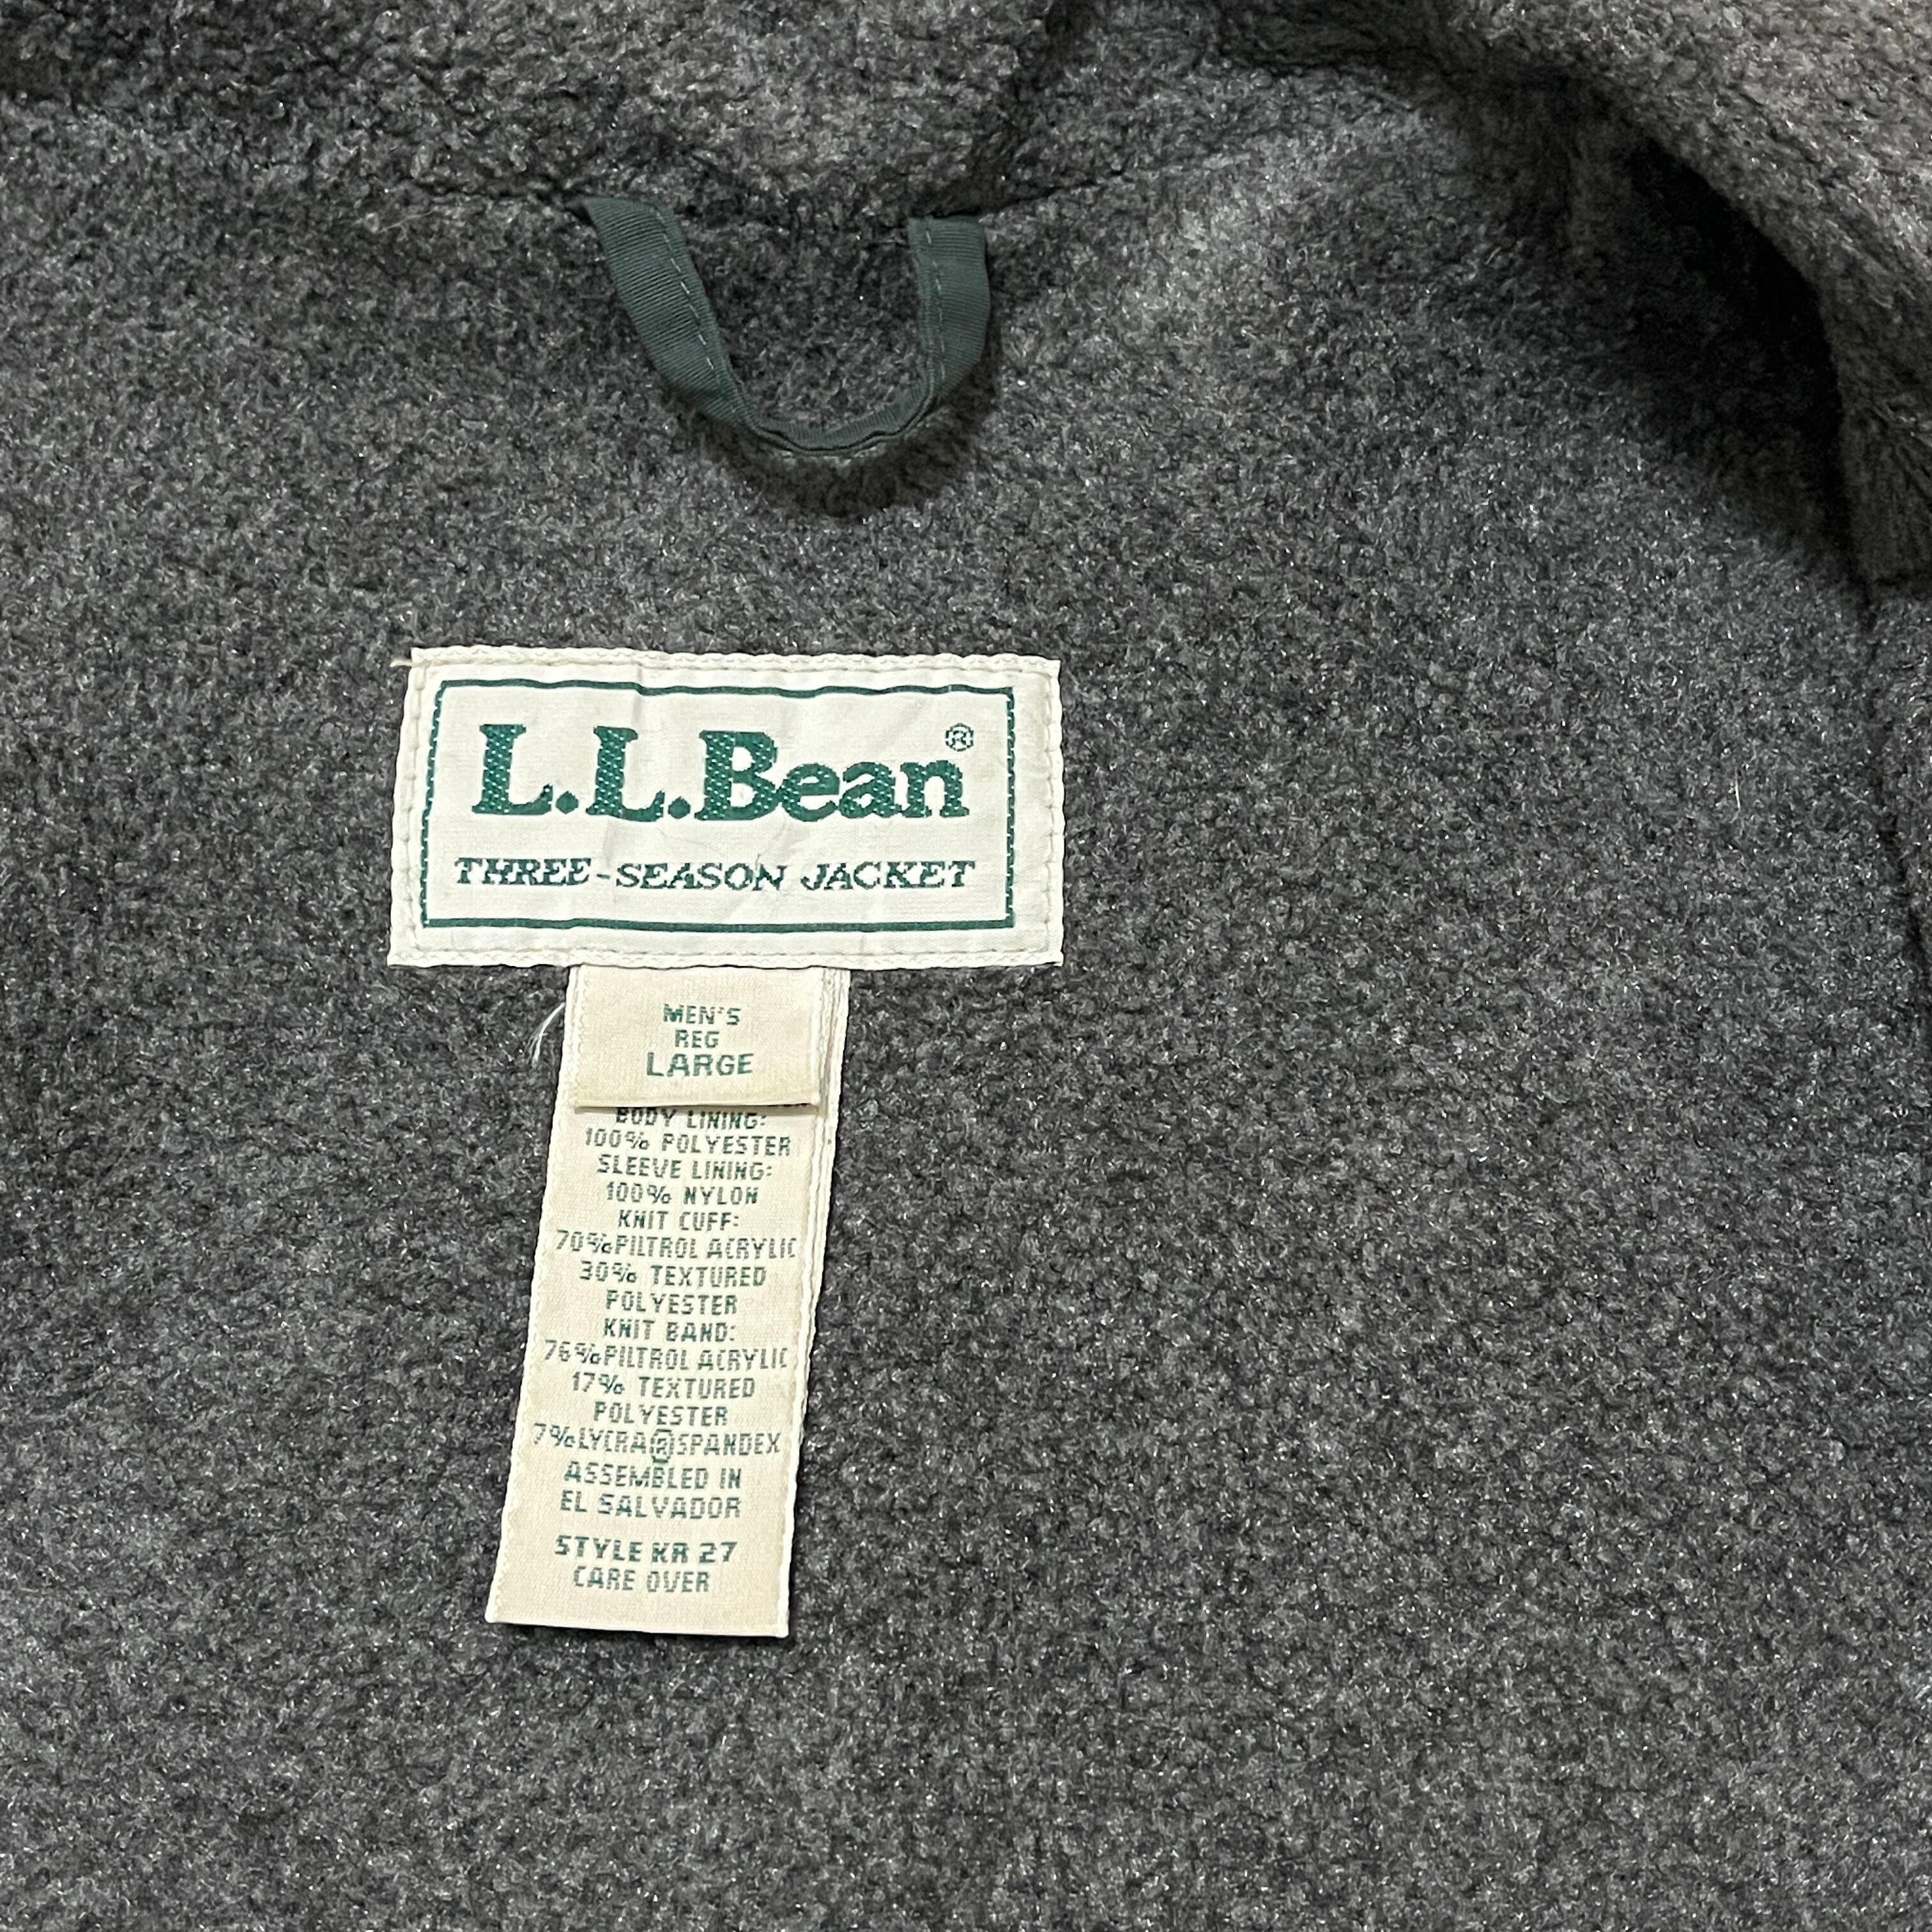 L.L.Bean®
THREE-SEASON JACKET
MEN'S
REG
LARGE
BODY LINING:
100% POLYESTER
SLEEVE LINING:
100% NYLON
KNIT CUFF:
70%PILTROL ACRYLIC
30% TEXTURED
POLYESTER
KNIT BAND:
76%PILTROL ACRYLIC
17% TEXTURED
POLYESTER
7%LYCRA®SPANDEX
ASSEMBLED IN
EL SALVADOR
STYLE KR 27
CARE OVER